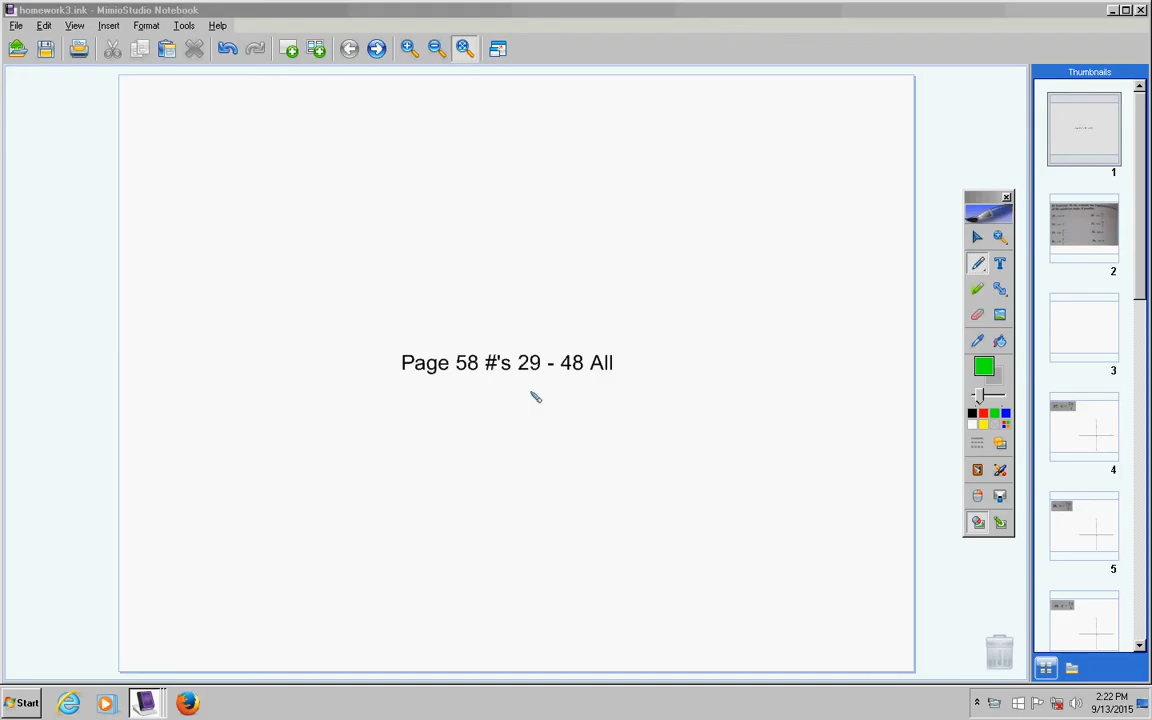 homework3.ink - MimioStudio Notebook
File Edit View Insert Format Tools Help
Thumbnails
Page 58 #'s 29 - 48 All
1
2
3
4
5
Start
2:22 PM
9/13/2015